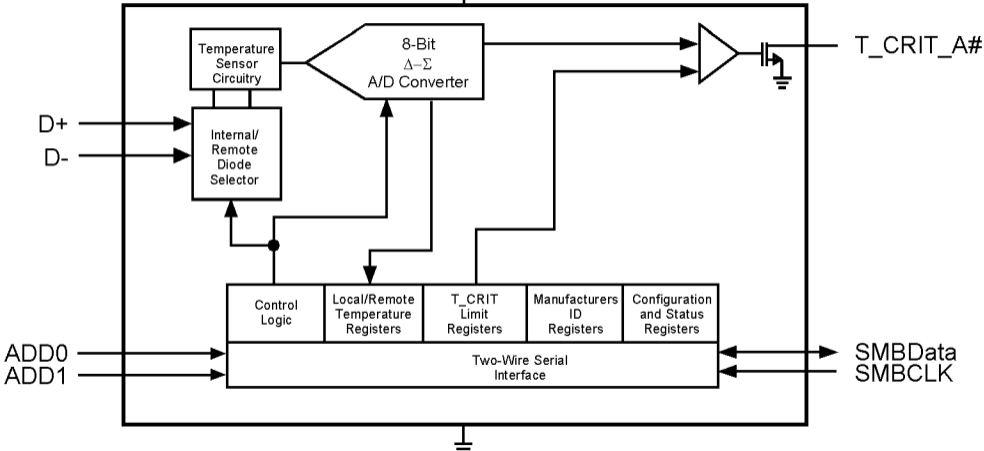 Temperature
Sensor
Circuitry
8-Bit
Δ–Σ
A/D Converter
T_CRIT_A#
D+
D-
Internal/
Remote
Diode
Selector
Control
Logic
Local/Remote
Temperature
Registers
T_CRIT
Limit
Registers
Manufacturers
ID
Registers
Configuration
and Status
Registers
ADD0
ADD1
Two-Wire Serial
Interface
SMBData
SMBCLK